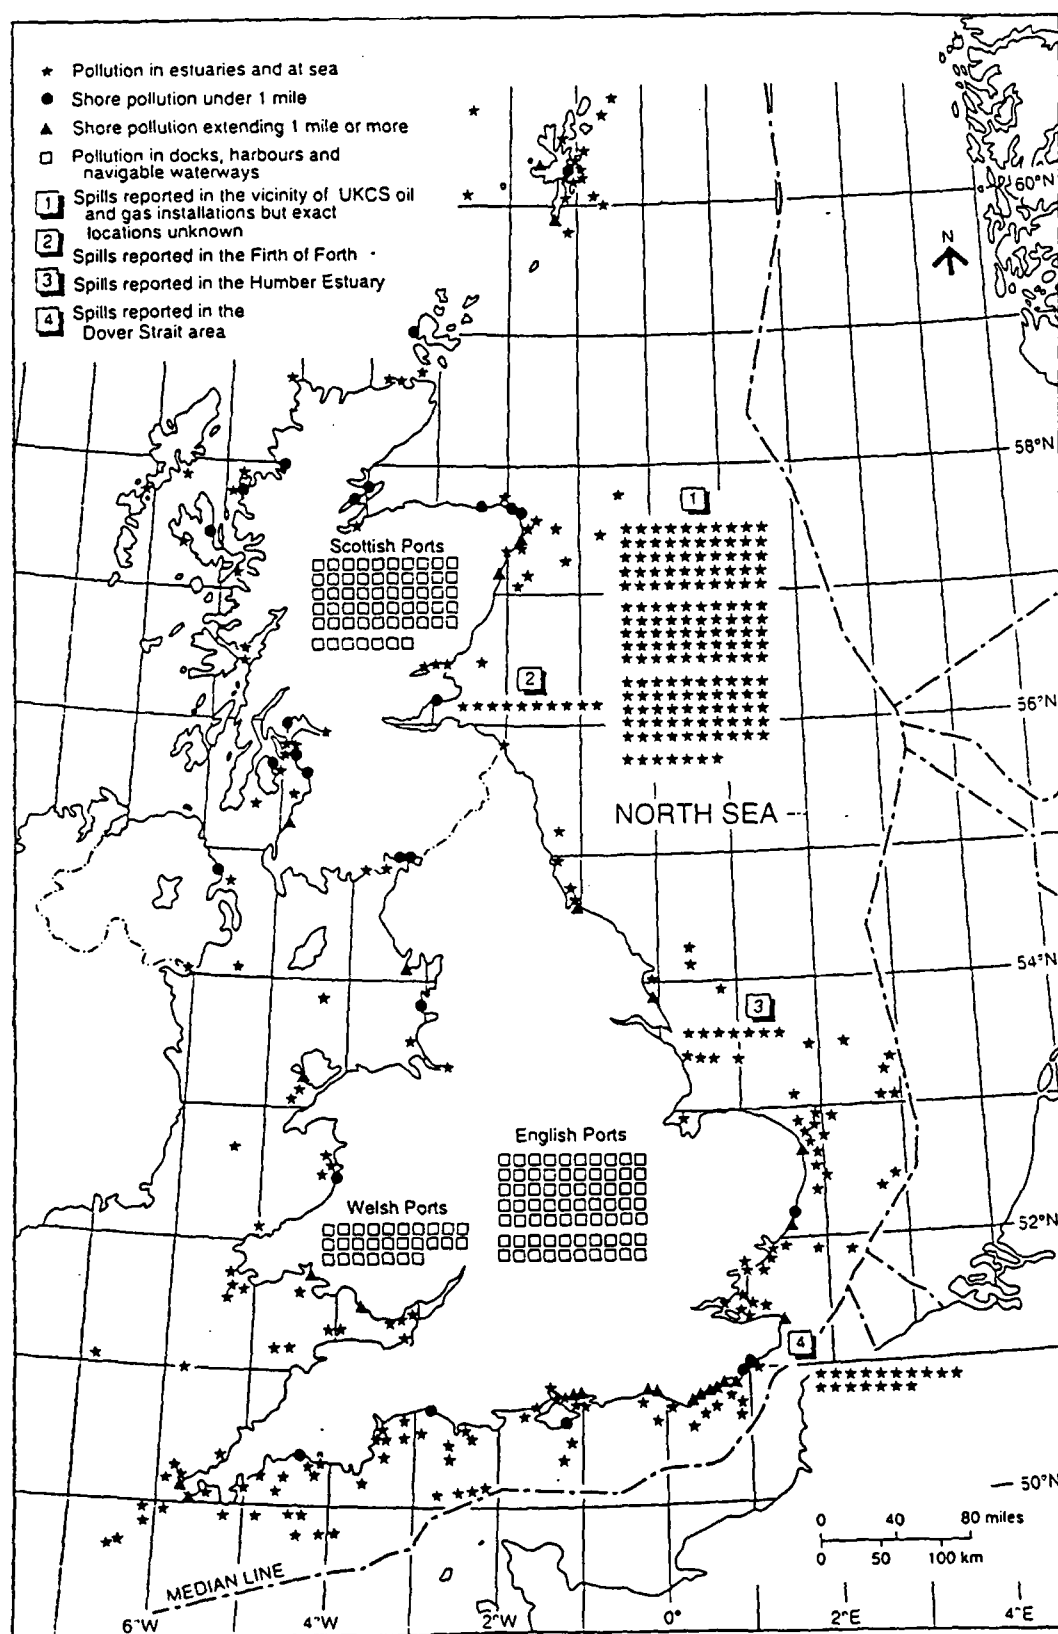 Pollution in estuaries and at sea
Shore pollution under 1 mile
Shore pollution extending 1 mile or more
Pollution in docks, harbours and
navigable waterways
1 Spills reported in the vicinity of UKCS oil
and gas installations but exact
locations unknown
2 Spills reported in the Firth of Forth
3 Spills reported in the Humber Estuary
4 Spills reported in the
Dover Strait area
60°N
N
58°N
1
Scottish Ports
2
56°N
NORTH SEA
54°N
3
English Ports
Welsh Ports
52°N
4
50°N
0 40 80 miles
0 50 100 km
MEDIAN LINE
6°W 4°W 2°W 0° 2°E 4°E